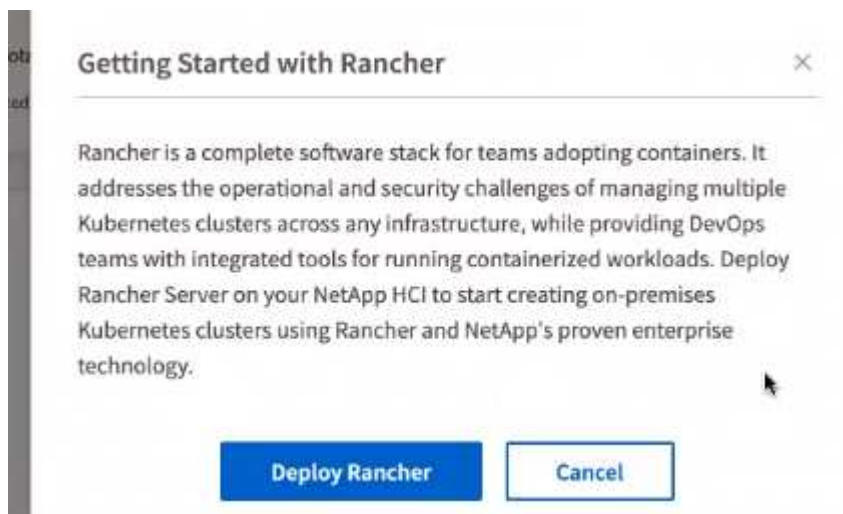 Getting Started with Rancher
Rancher is a complete software stack for teams adopting containers. It
addresses the operational and security challenges of managing multiple
Kubernetes clusters across any infrastructure, while providing DevOps
teams with integrated tools for running containerized workloads. Deploy
Rancher Server on your NetApp HCI to start creating on-premises
Kubernetes clusters using Rancher and NetApp's proven enterprise
technology.
Deploy Rancher
Cancel